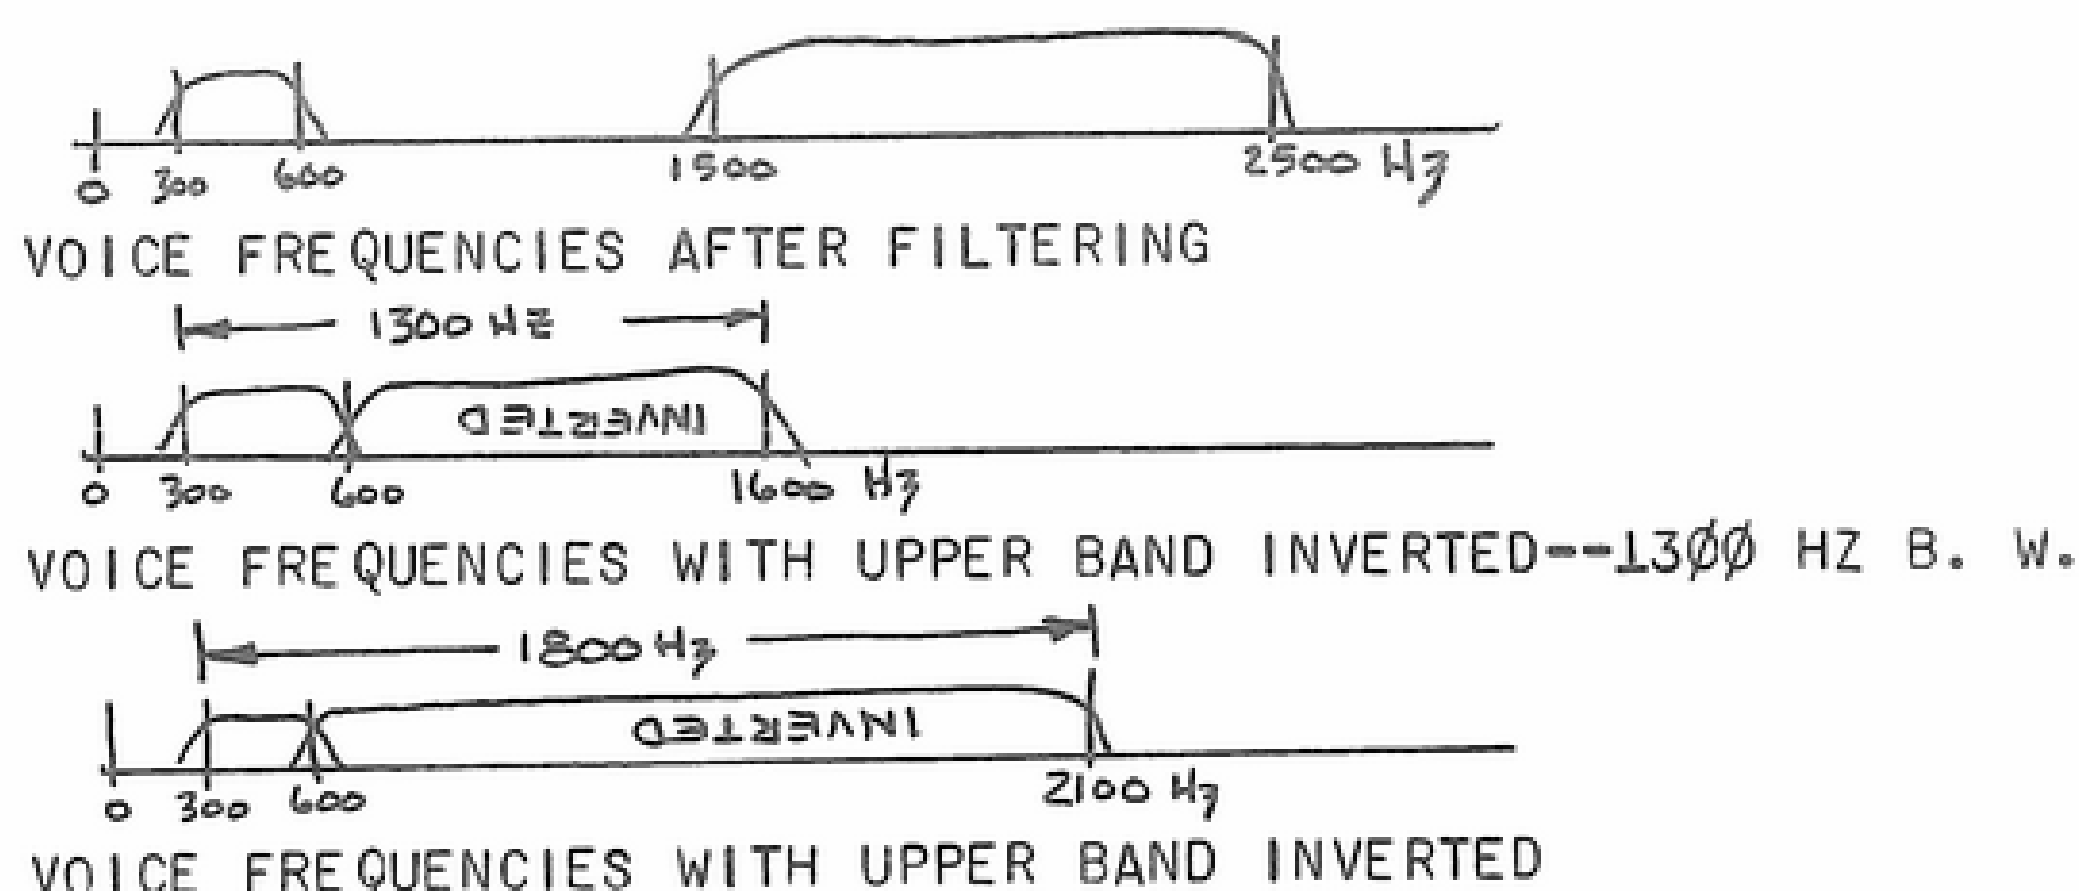 0 300 600 1500 2500 Hz
VOICE FREQUENCIES AFTER FILTERING
1300 HZ
INVERTED
0 300 600 1600 Hz
VOICE FREQUENCIES WITH UPPER BAND INVERTED--13ØØ HZ B. W.
1800 Hz
INVERTED
0 300 600 2100 Hz
VOICE FREQUENCIES WITH UPPER BAND INVERTED